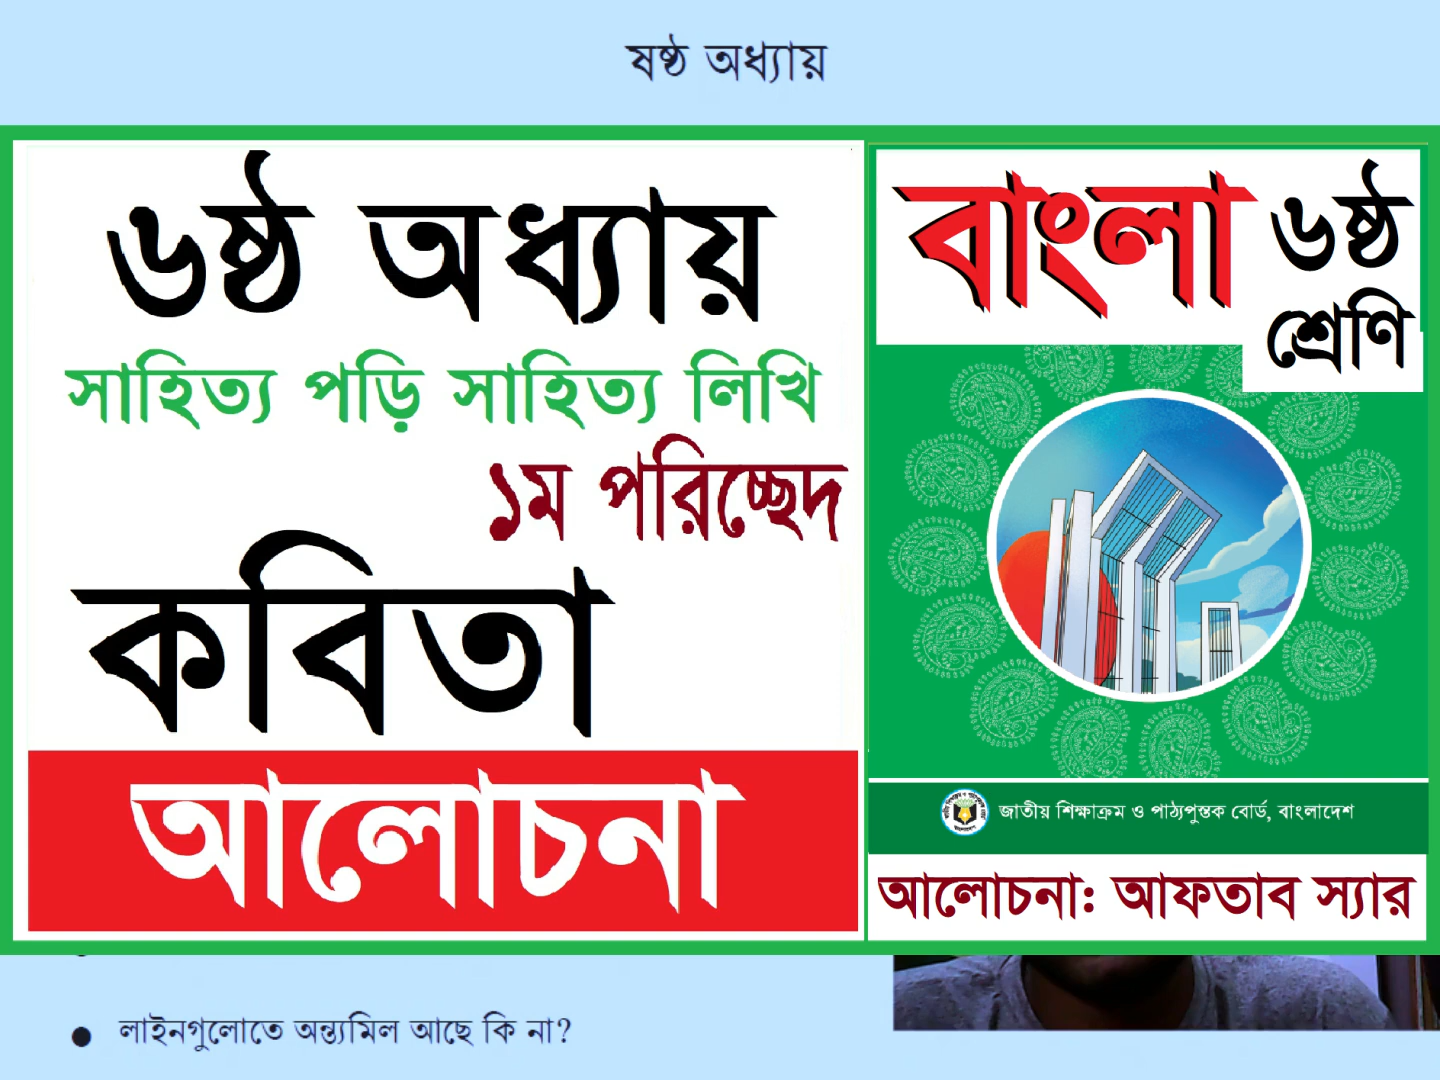 ষষ্ঠ অধ্যায়
৬ষ্ঠ অধ্যায়
সাহিত্য পড়ি সাহিত্য লিখি
১ম পরিচ্ছেদ
কবিতা
আলোচনা
বাংলা ৬ষ্ঠ
শ্রেণি
জাতীয় শিক্ষাক্রম ও পাঠ্যপুস্তক বোর্ড, বাংলাদেশ
আলোচনা: আফতাব স্যার
লাইনগুলোতে অন্ত্যমিল আছে কি না?